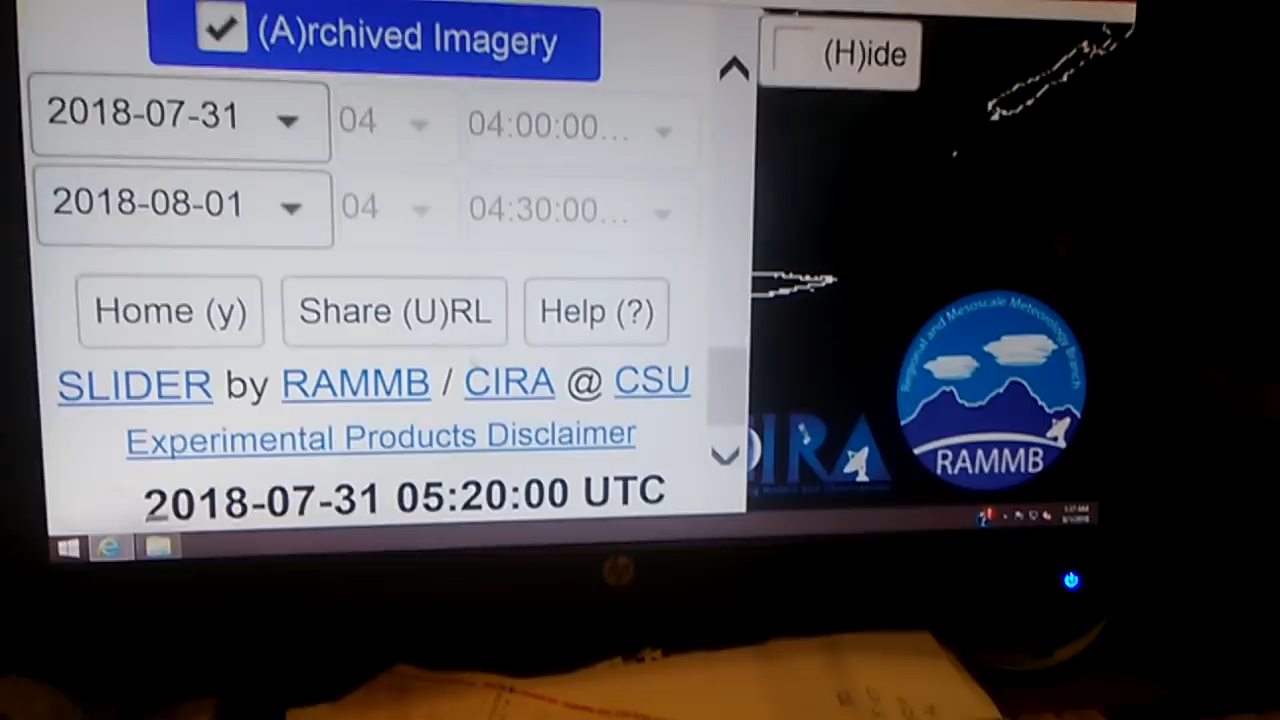 (A)rchived Imagery
(H)ide
2018-07-31 04 04:00:00...
2018-08-01 04 04:30:00...
Home (y) Share (U)RL Help (?)
SLIDER by RAMMB / CIRA @ CSU
Experimental Products Disclaimer
2018-07-31 05:20:00 UTC
CIRA
Regional and Mesoscale Meteorology Branch
RAMMB
hp